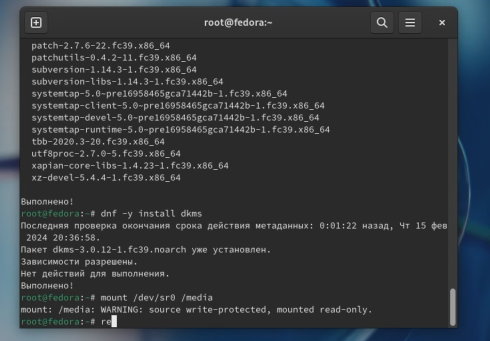 root@fedora:~
patch-2.7.6-22.fc39.x86_64
patchutils-0.4.2-11.fc39.x86_64
subversion-1.14.3-1.fc39.x86_64
subversion-libs-1.14.3-1.fc39.x86_64
systemtap-5.0-pre16958465gca71442b-1.fc39.x86_64
systemtap-client-5.0-pre16958465gca71442b-1.fc39.x86_64
systemtap-devel-5.0-pre16958465gca71442b-1.fc39.x86_64
systemtap-runtime-5.0-pre16958465gca71442b-1.fc39.x86_64
tbb-2020.3-20.fc39.x86_64
utf8proc-2.7.0-5.fc39.x86_64
xapian-core-libs-1.4.23-1.fc39.x86_64
xz-devel-5.4.4-1.fc39.x86_64
Выполнено!
root@fedora:~# dnf -y install dkms
Последняя проверка окончания срока действия метаданных: 0:01:22 назад, Чт 15 фев
2024 20:36:58.
Пакет dkms-3.0.12-1.fc39.noarch уже установлен.
Зависимости разрешены.
Нет действий для выполнения.
Выполнено!
root@fedora:~# mount /dev/sr0 /media
mount: /media: WARNING: source write-protected, mounted read-only.
root@fedora:~# re